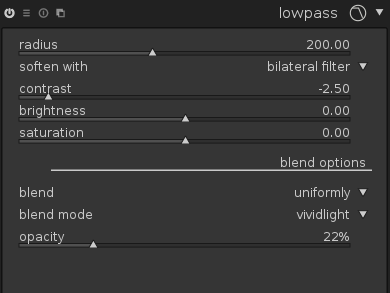 lowpass
radius 200.00
soften with bilateral filter
contrast -2.50
brightness 0.00
saturation 0.00
blend options
blend uniformly
blend mode vividlight
opacity 22%